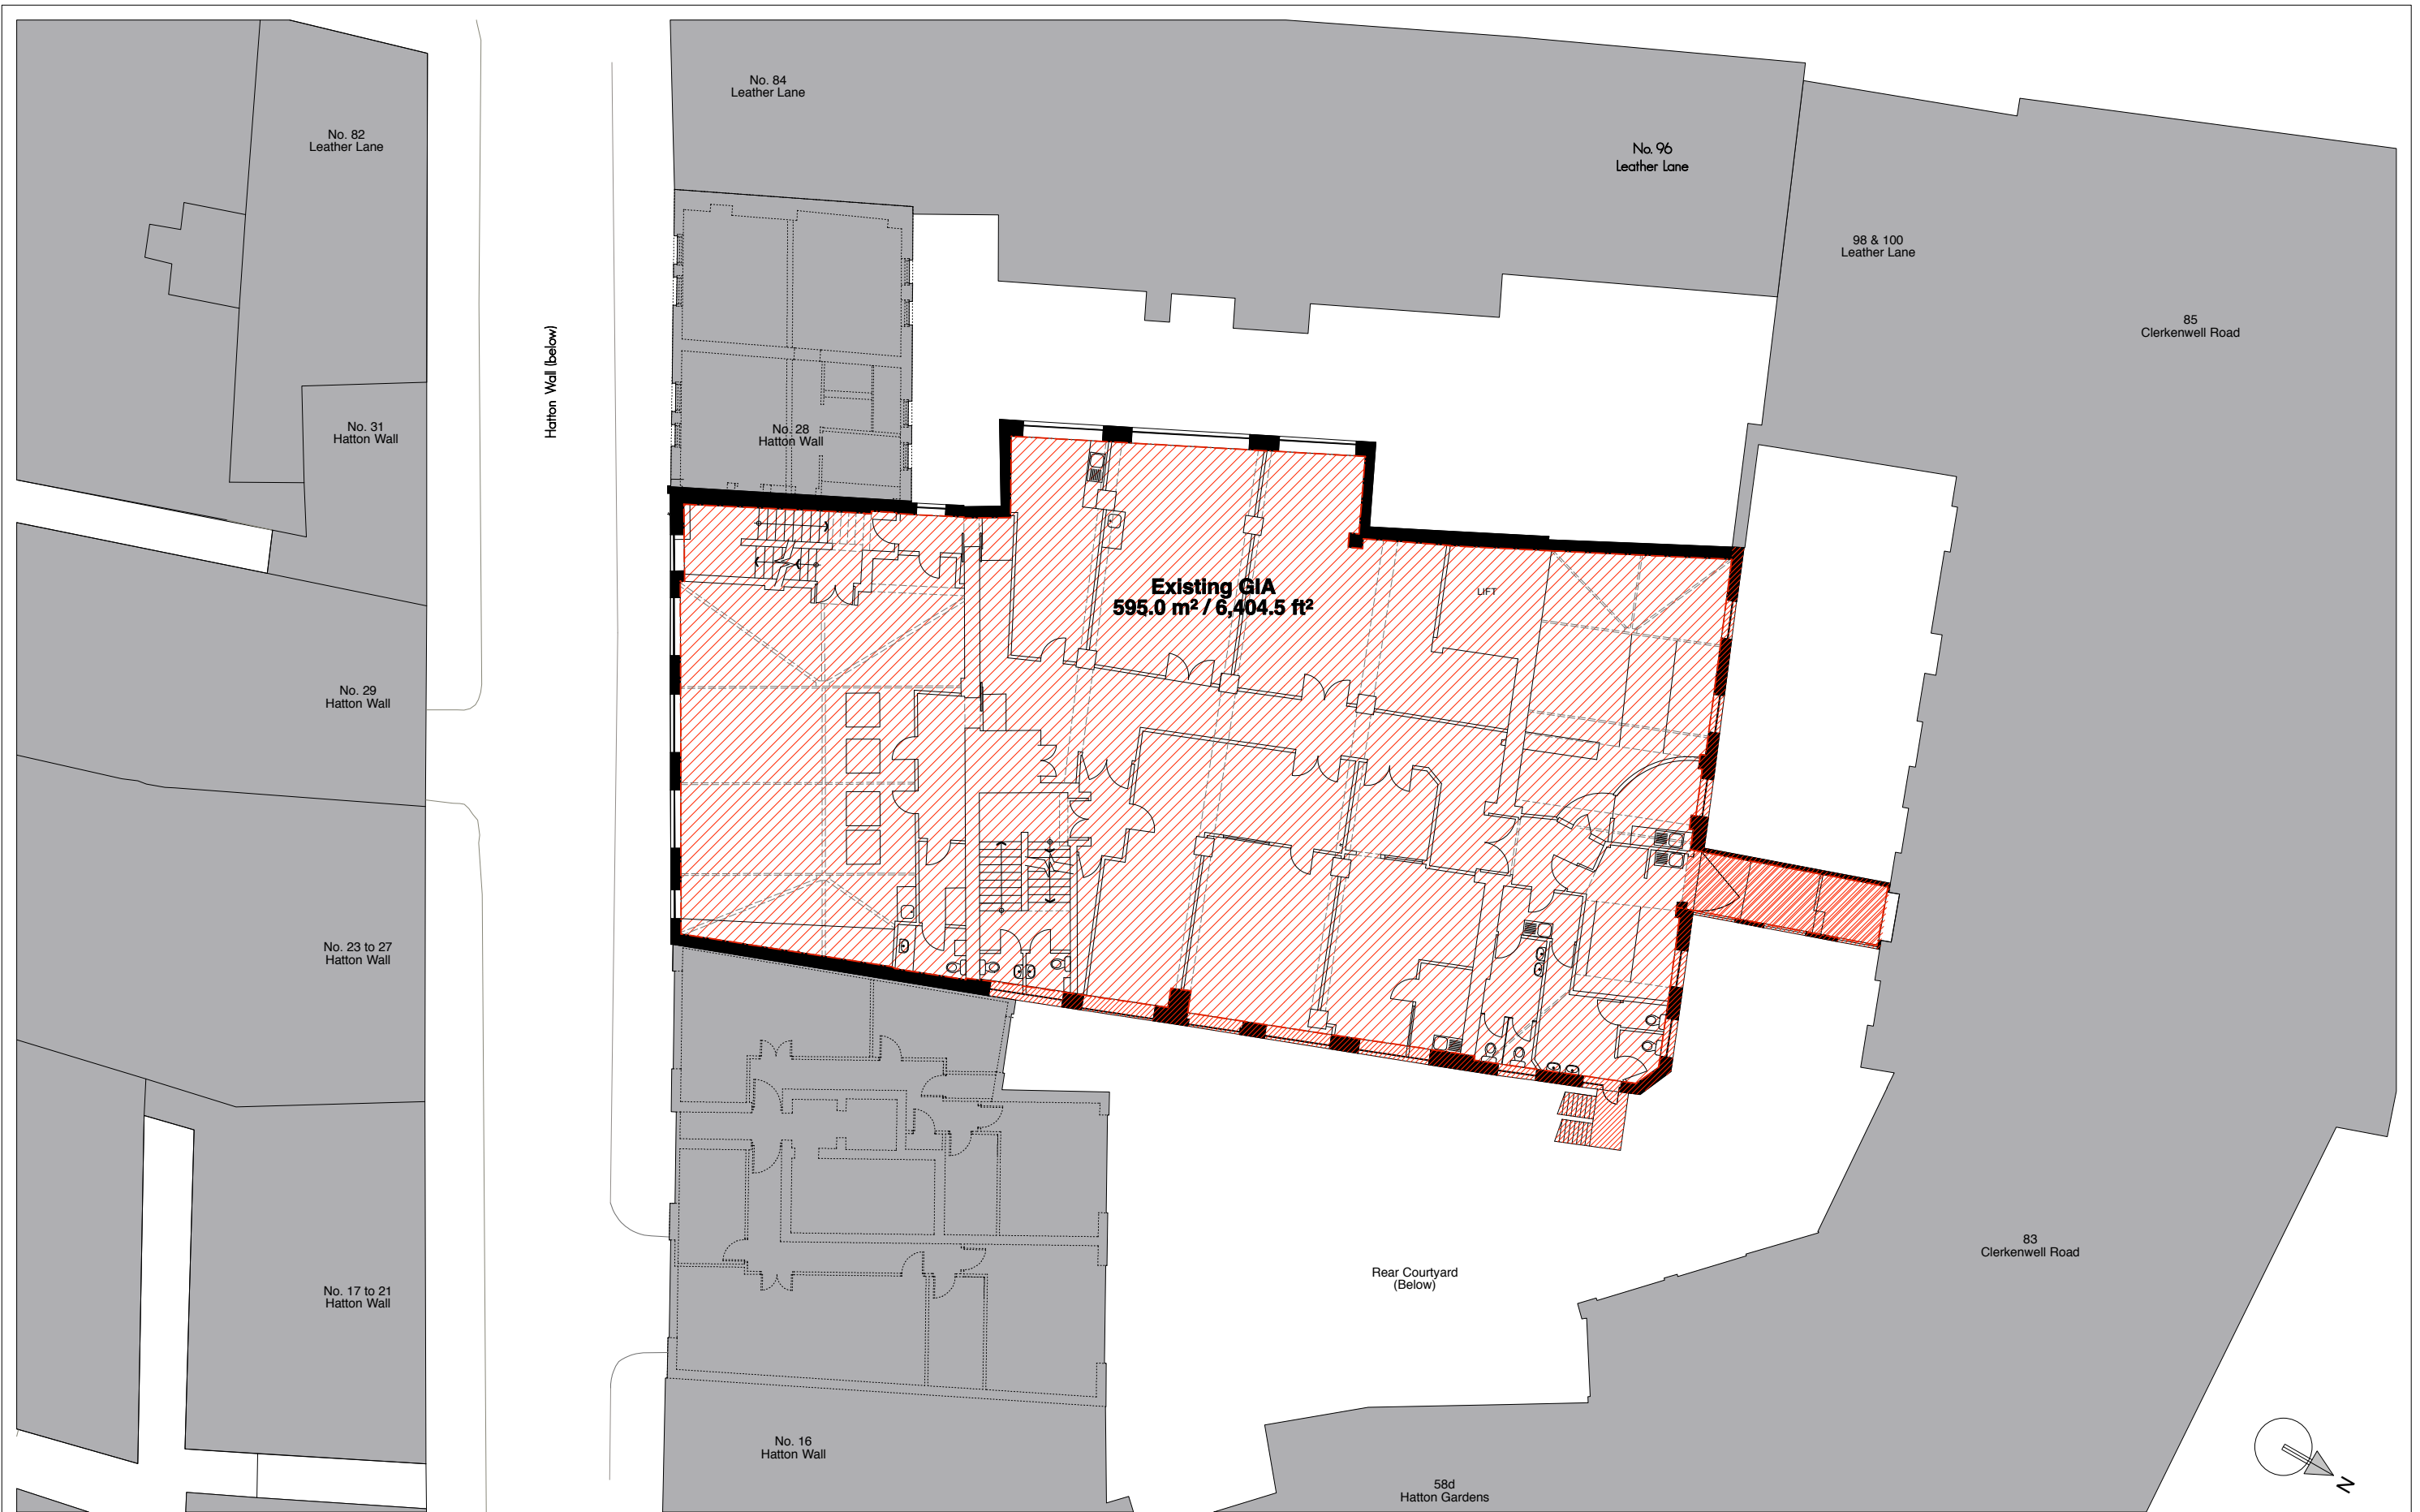 No. 84
Leather Lane
No. 82
Leather Lane
No. 96
Leather Lane
98 & 100
Leather Lane
85
Clerkenwell Road
Hatton Wall (below)
No. 31
Hatton Wall
No. 28
Hatton Wall
Existing GIA
595.0 m² / 6,404.5 ft²
LIFT
No. 29
Hatton Wall
No. 23 to 27
Hatton Wall
83
Clerkenwell Road
Rear Courtyard
(Below)
No. 17 to 21
Hatton Wall
No. 16
Hatton Wall
58d
Hatton Gardens
N